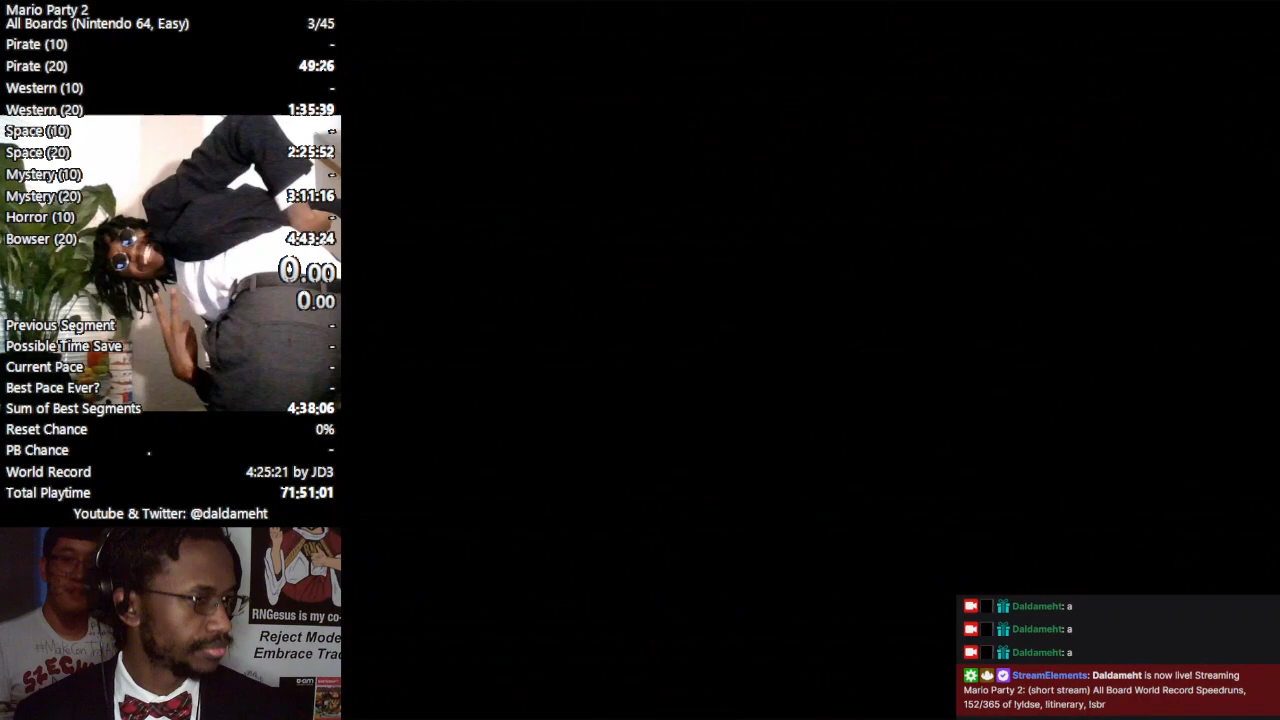 Mario Party 2
All Boards (Nintendo 64, Easy) 3/45
Pirate (10) -
Pirate (20) 49:26
Western (10) -
Western (20) 1:35:39
Space (10) -
Space (20) 2:25:52
Mystery (10) -
Mystery (20) 3:11:16
Horror (10) -
Bowser (20) 4:43:24
0.00
0.00
Previous Segment -
Possible Time Save -
Current Pace -
Best Pace Ever? -
Sum of Best Segments 4:38:06
Reset Chance 0%
PB Chance -
World Record 4:25:21 by JD3
Total Playtime 71:51:01
Youtube & Twitter: @daldameht
RNGesus is my co-
Reject Mode
Embrace Tra
Daldameht: a
Daldameht: a
Daldameht: a
StreamElements: Daldameht is now live! Streaming
Mario Party 2: (short stream) All Board World Record Speedruns,
152/365 of !yldse, !itinerary, !sbr